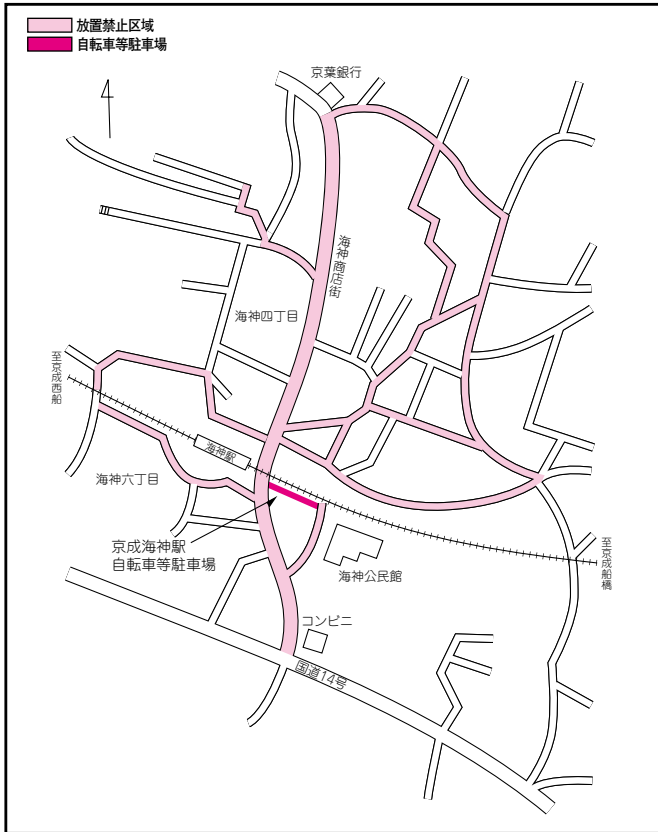 放置禁止区域
自転車等駐車場
京葉銀行
海神商店街
海神四丁目
至京成西船
海神駅
海神六丁目
京成海神駅
自転車等駐車場
海神公民館
至京成船橋
コンビニ
国道14号